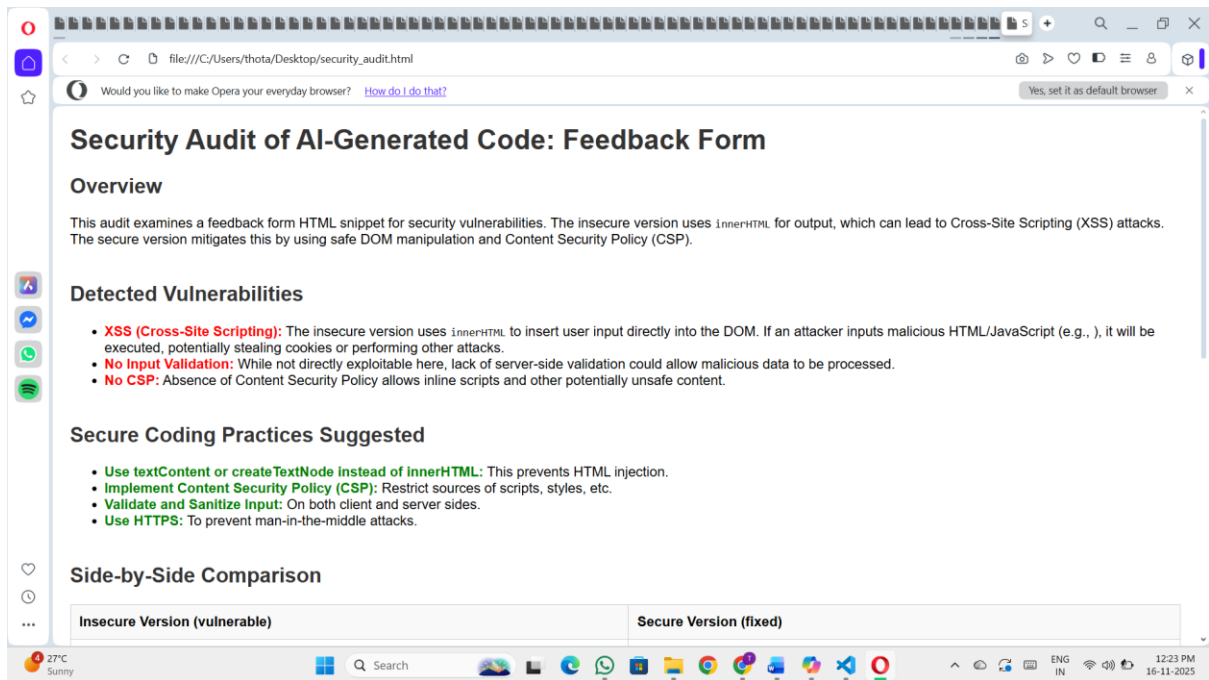 S
file:///C:/Users/thota/Desktop/security_audit.html
Would you like to make Opera your everyday browser? How do I do that?
Yes, set it as default browser
Security Audit of AI-Generated Code: Feedback Form
Overview
This audit examines a feedback form HTML snippet for security vulnerabilities. The insecure version uses innerHTML for output, which can lead to Cross-Site Scripting (XSS) attacks.
The secure version mitigates this by using safe DOM manipulation and Content Security Policy (CSP).
Detected Vulnerabilities
• XSS (Cross-Site Scripting): The insecure version uses innerHTML to insert user input directly into the DOM. If an attacker inputs malicious HTML/JavaScript (e.g., ), it will be
executed, potentially stealing cookies or performing other attacks.
• No Input Validation: While not directly exploitable here, lack of server-side validation could allow malicious data to be processed.
• No CSP: Absence of Content Security Policy allows inline scripts and other potentially unsafe content.
Secure Coding Practices Suggested
• Use textContent or createTextNode instead of innerHTML: This prevents HTML injection.
• Implement Content Security Policy (CSP): Restrict sources of scripts, styles, etc.
• Validate and Sanitize Input: On both client and server sides.
• Use HTTPS: To prevent man-in-the-middle attacks.
Side-by-Side Comparison
Insecure Version (vulnerable) Secure Version (fixed)
4
27°C
Sunny
Search
ENG
IN
12:23 PM
16-11-2025